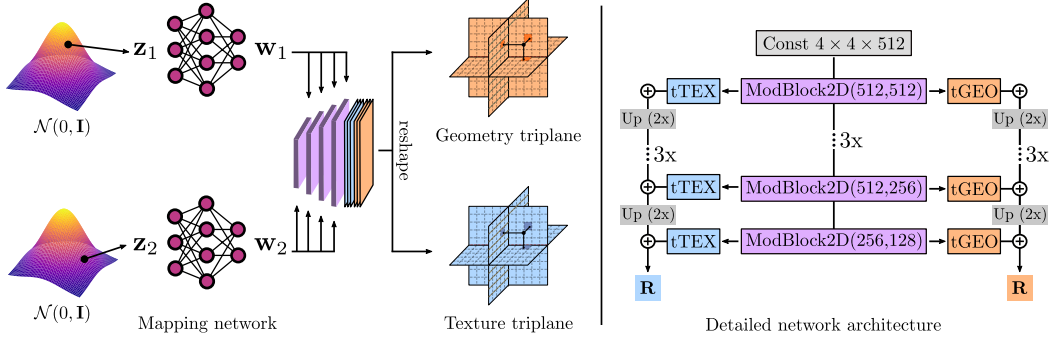 z1
w1
N(0, I)
reshape
Geometry triplane
z2
w2
N(0, I)
Mapping network
Texture triplane
Const 4 × 4 × 512
tTEX
ModBlock2D(512,512)
tGEO
Up (2x)
Up (2x)
3x
3x
3x
tTEX
ModBlock2D(512,256)
tGEO
Up (2x)
Up (2x)
tTEX
ModBlock2D(256,128)
tGEO
R
R
Detailed network architecture